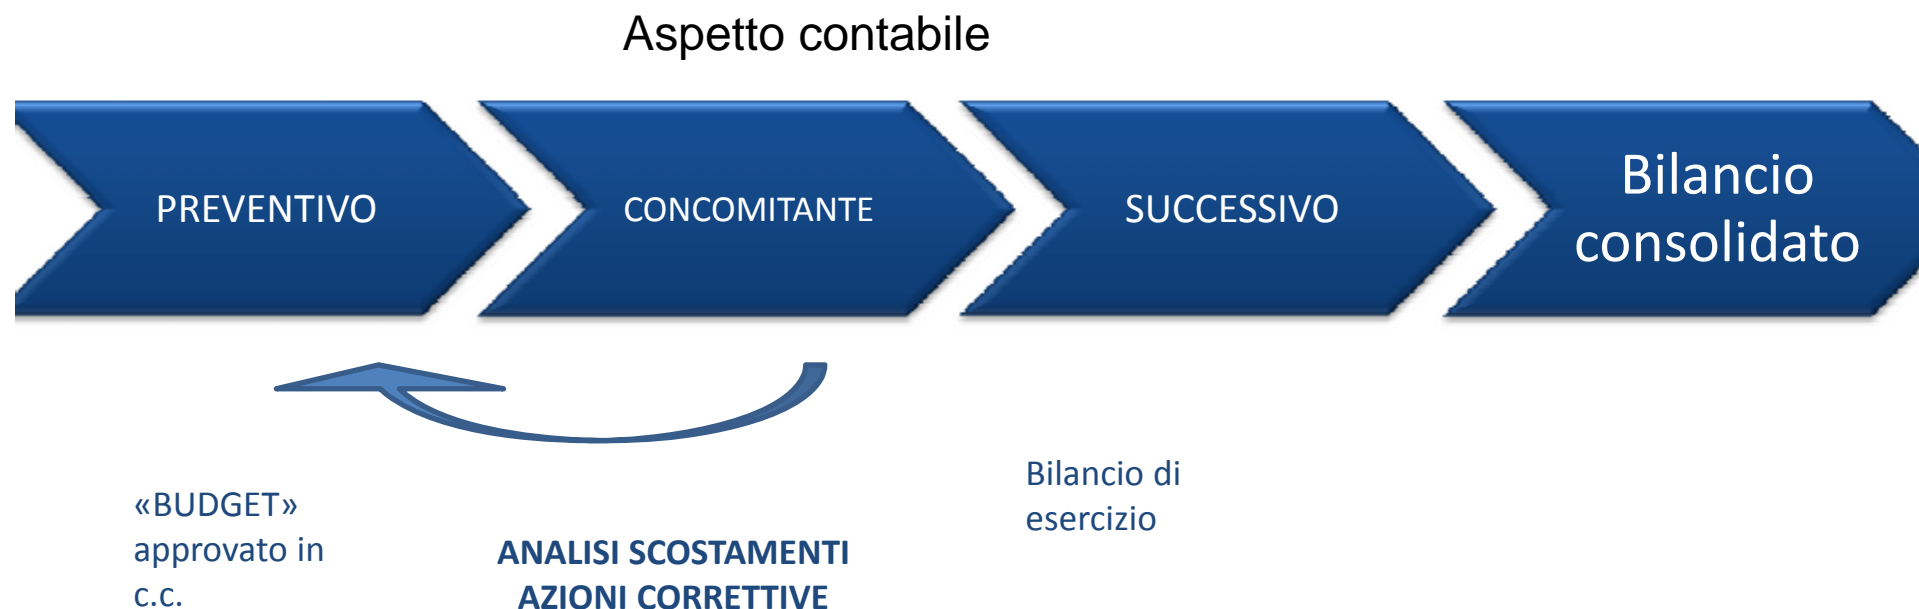 Aspetto contabile
PREVENTIVO
CONCOMITANTE
SUCCESSIVO
Bilancio
consolidato
«BUDGET»
approvato in
c.c.
ANALISI SCOSTAMENTI
AZIONI CORRETTIVE
Bilancio di
esercizio